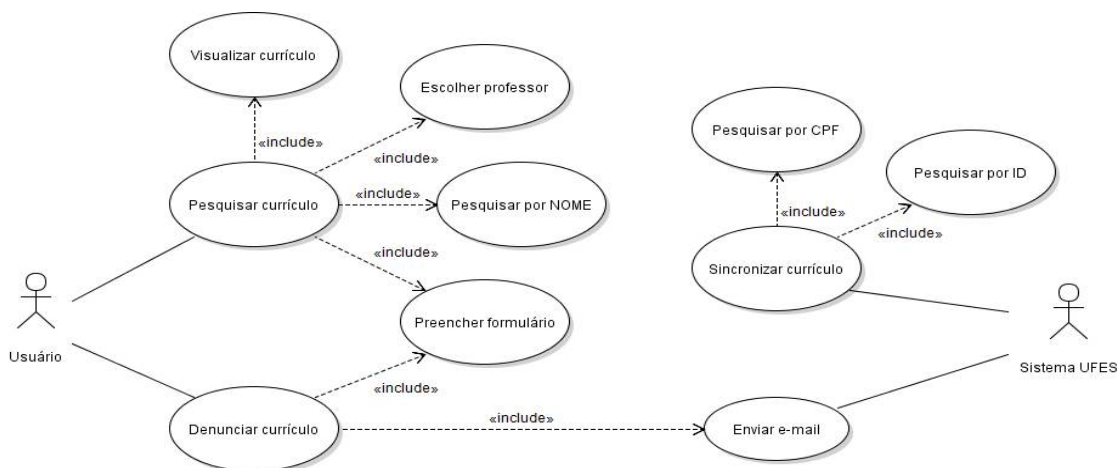 Visualizar currículo
Escolher professor
Pesquisar por CPF
«include»
«include»
Pesquisar por ID
Pesquisar currículo
«include»
Pesquisar por NOME
«include»
«include»
«include»
Sincronizar currículo
Preencher formulário
Usuário
Sistema UFES
«include»
«include»
Denunciar currículo
Enviar e-mail